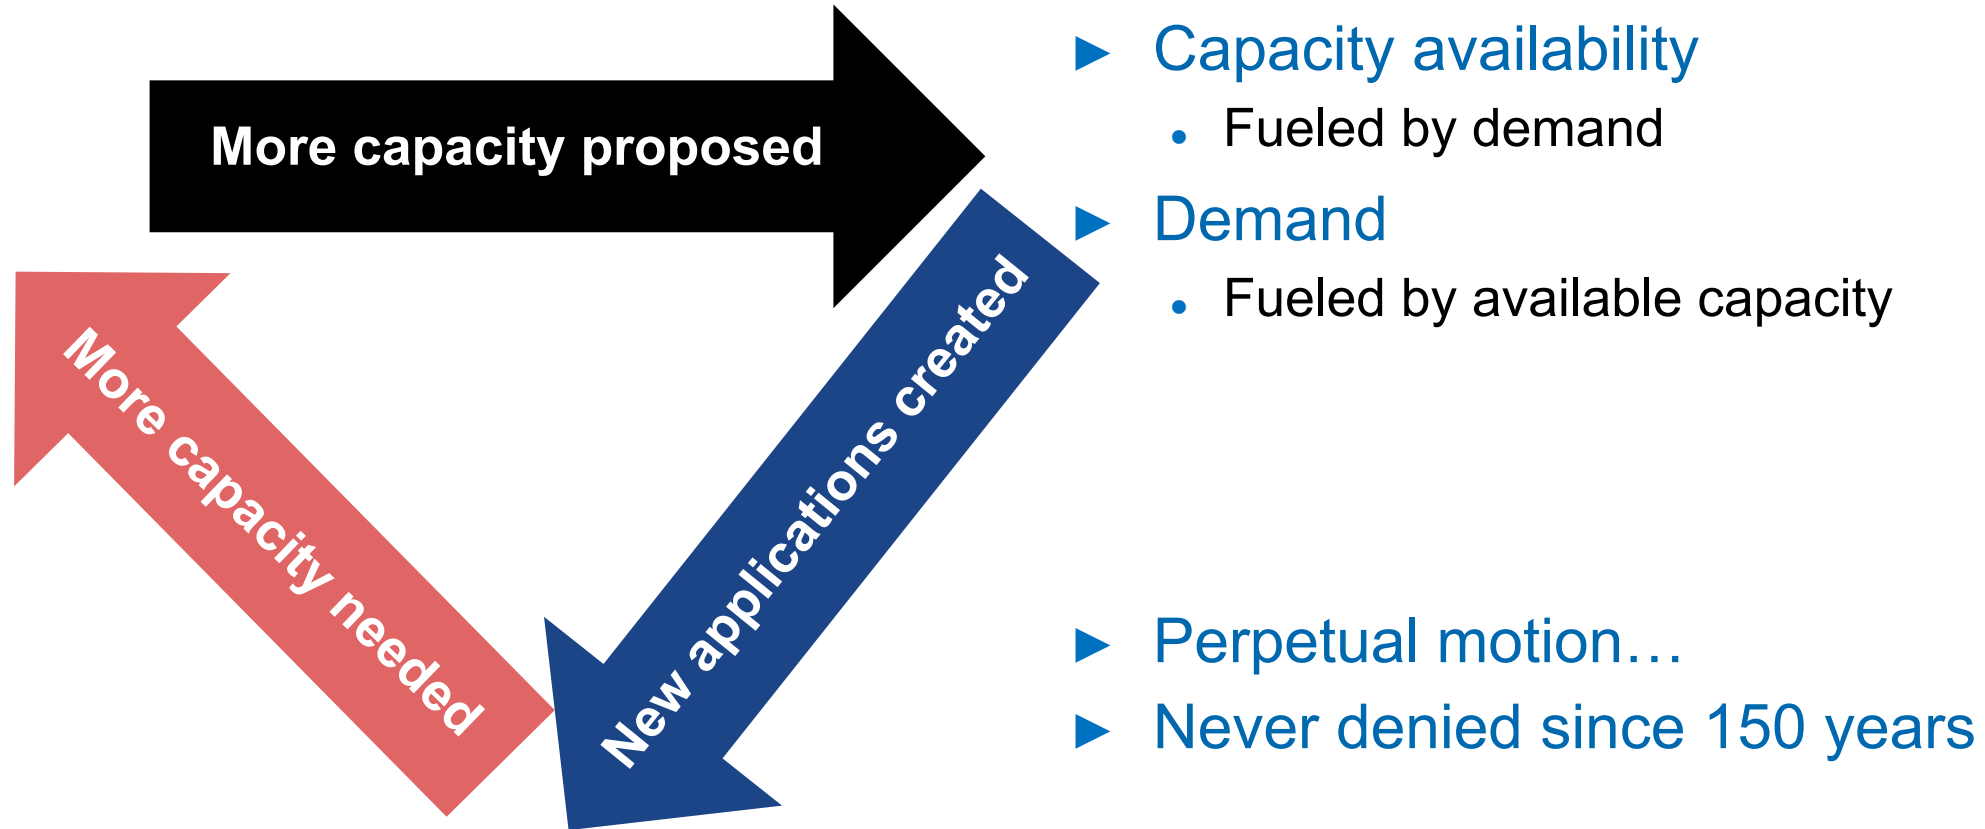 More capacity proposed
New applications created
More capacity needed
► Capacity availability
• Fueled by demand
► Demand
• Fueled by available capacity
► Perpetual motion…
► Never denied since 150 years